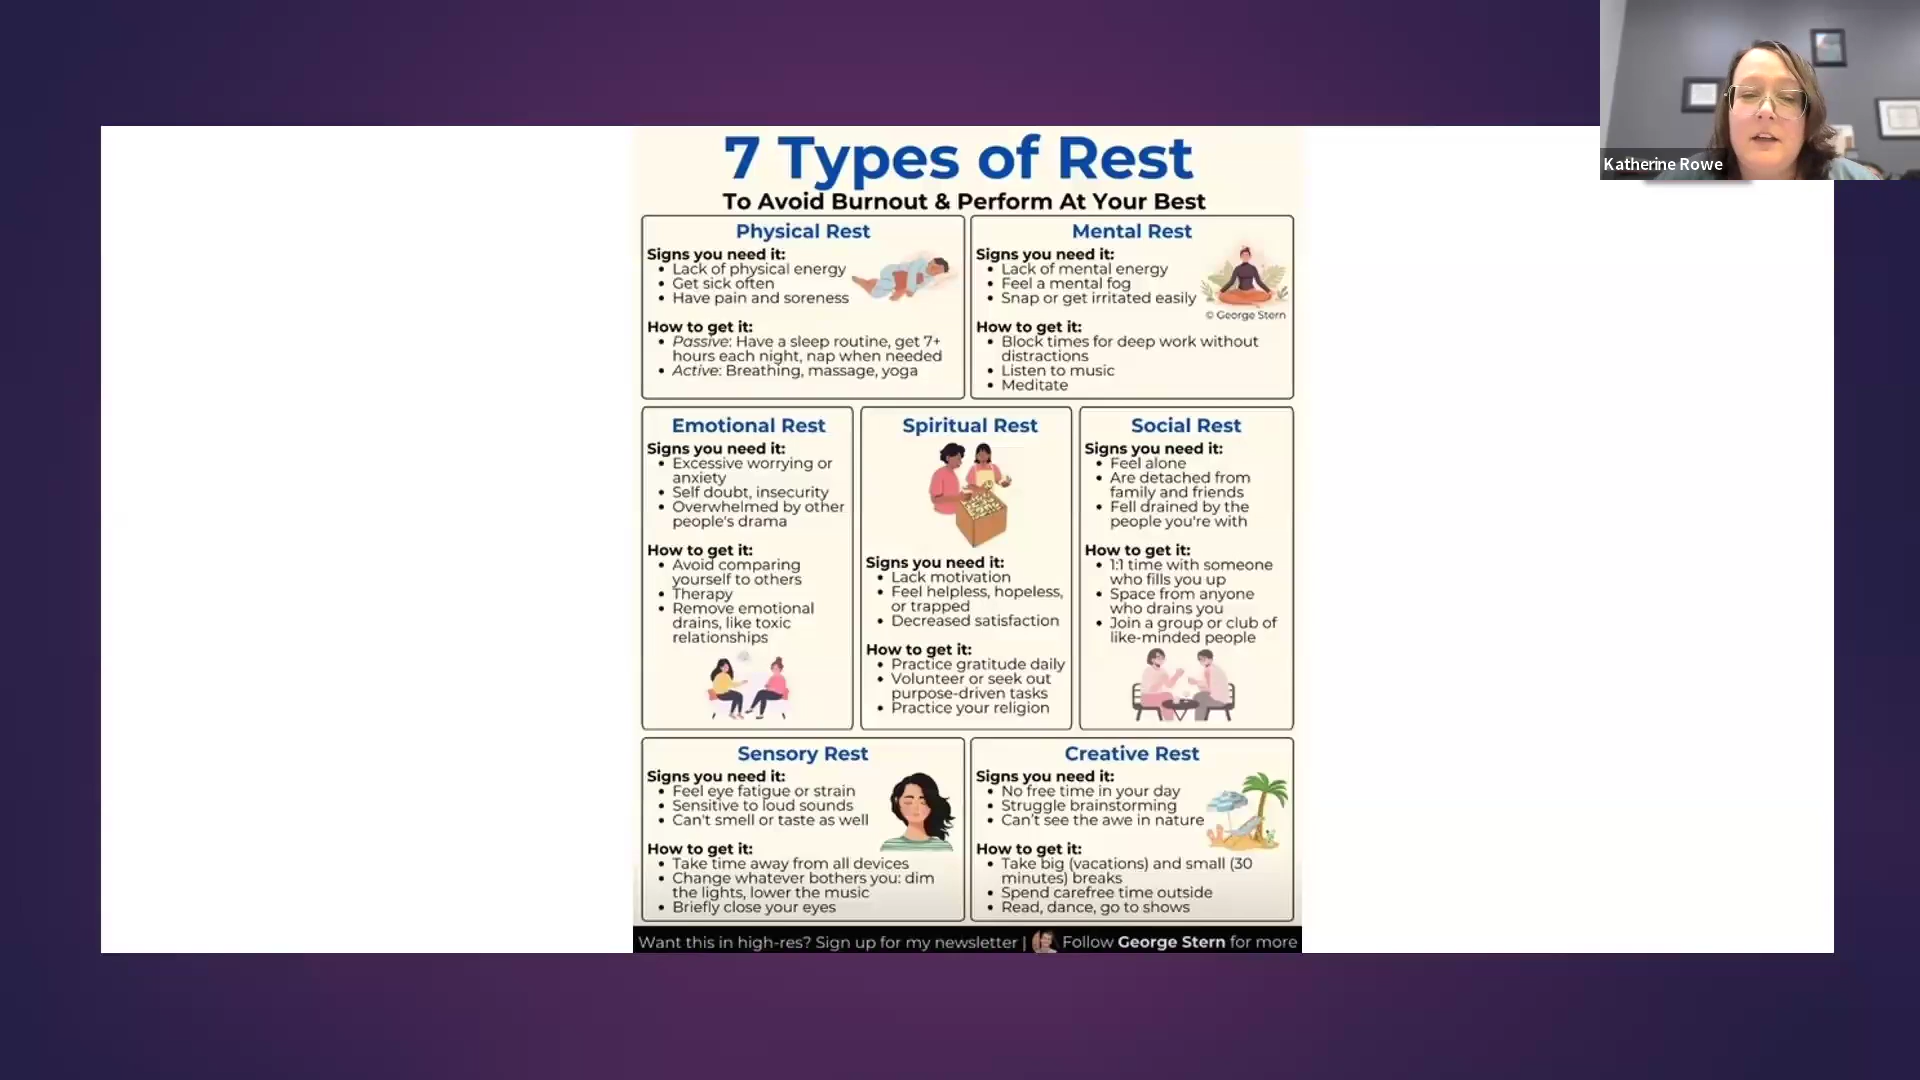 7 Types of Rest
To Avoid Burnout & Perform At Your Best
Physical Rest
Signs you need it:
• Lack of physical energy
• Get sick often
• Have pain and soreness
How to get it:
• Passive: Have a sleep routine, get 7+
hours each night, nap when needed
• Active: Breathing, massage, yoga
Mental Rest
Signs you need it:
• Lack of mental energy
• Feel a mental fog
• Snap or get irritated easily
© George Stern
How to get it:
• Block times for deep work without
distractions
• Listen to music
• Meditate
Emotional Rest
Signs you need it:
• Excessive worrying or
anxiety
• Self doubt, insecurity
• Overwhelmed by other
people's drama
How to get it:
• Avoid comparing
yourself to others
• Therapy
• Remove emotional
drains, like toxic
relationships
Spiritual Rest
Signs you need it:
• Lack motivation
• Feel helpless, hopeless,
or trapped
• Decreased satisfaction
How to get it:
• Practice gratitude daily
• Volunteer or seek out
purpose-driven tasks
• Practice your religion
Social Rest
Signs you need it:
• Feel alone
• Are detached from
family and friends
• Fell drained by the
people you're with
How to get it:
• 1:1 time with someone
who fills you up
• Space from anyone
who drains you
• Join a group or club of
like-minded people
Sensory Rest
Signs you need it:
• Feel eye fatigue or strain
• Sensitive to loud sounds
• Can't smell or taste as well
How to get it:
• Take time away from all devices
• Change whatever bothers you: dim
the lights, lower the music
• Briefly close your eyes
Creative Rest
Signs you need it:
• No free time in your day
• Struggle brainstorming
• Can't see the awe in nature
How to get it:
• Take big (vacations) and small (30
minutes) breaks
• Spend carefree time outside
• Read, dance, go to shows
Want this in high-res? Sign up for my newsletter | Follow George Stern for more
Katherine Rowe